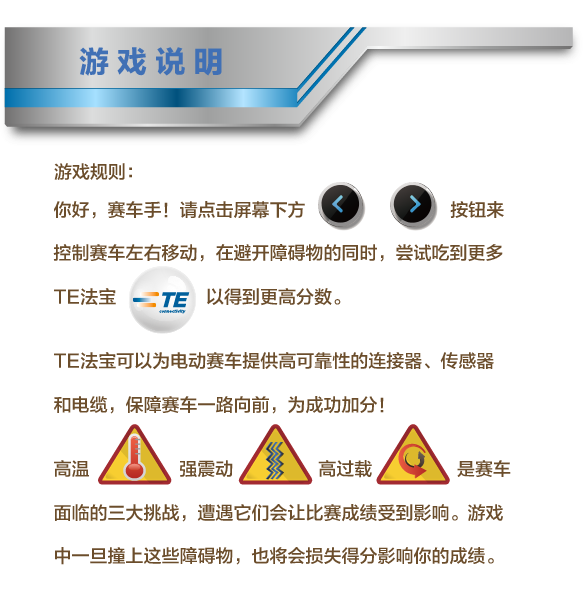 游戏说明
游戏规则：
你好，赛车手！请点击屏幕下方 < > 按钮来
控制赛车左右移动，在避开障碍物的同时，尝试吃到更多
TE法宝 TE connectivity 以得到更高分数。
TE法宝可以为电动赛车提供高可靠性的连接器、传感器
和电缆，保障赛车一路向前，为成功加分！
高温 强震动 高过载 是赛车
面临的三大挑战，遭遇它们会让比赛成绩受到影响。游戏
中一旦撞上这些障碍物，也将会损失得分影响你的成绩。